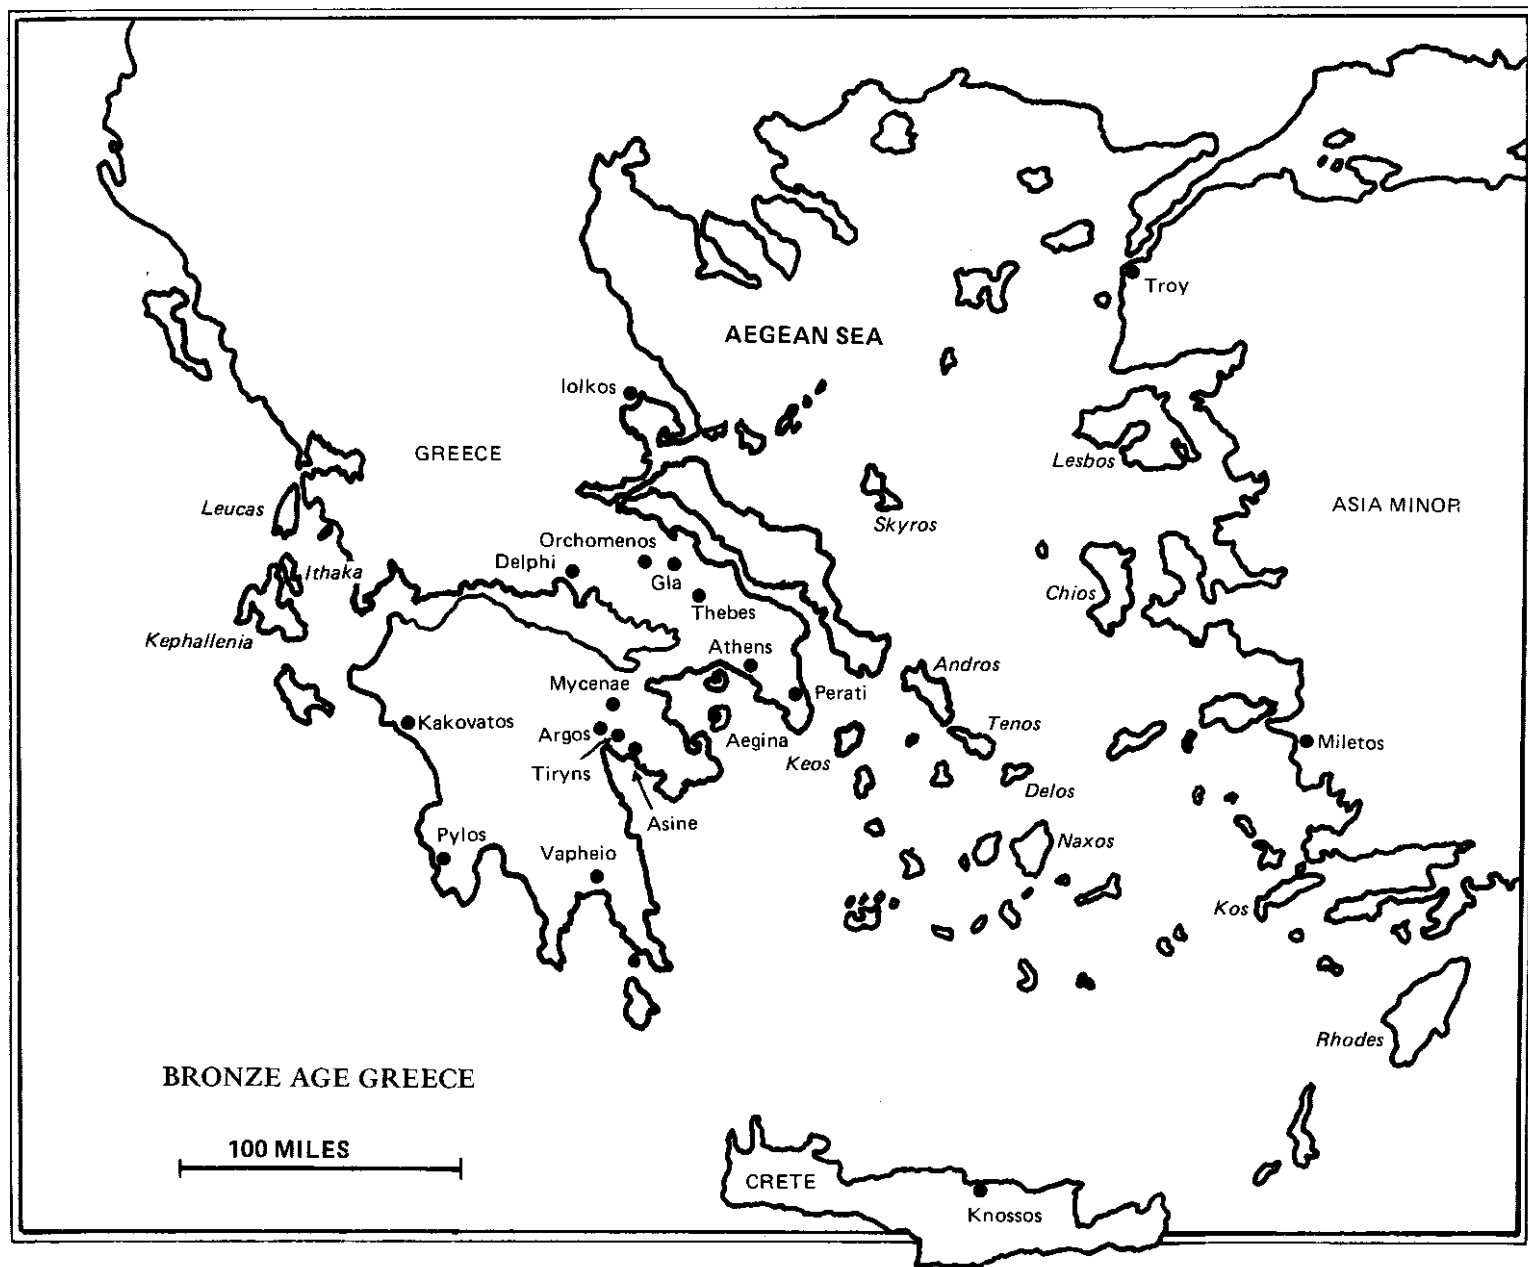 Troy
AEGEAN SEA
Iolkos
GREECE
Lesbos
Leucas
ASIA MINOR
Skyros
Orchomenos
Delphi
Ithaka
Gla
Chios
Thebes
Kephallenia
Athens
Andros
Mycenae
Perati
Kakovatos
Tenos
Argos
Aegina
Miletos
Keos
Tiryns
Delos
Asine
Pylos
Naxos
Vapheio
Kos
Rhodes
BRONZE AGE GREECE
100 MILES
CRETE
Knossos